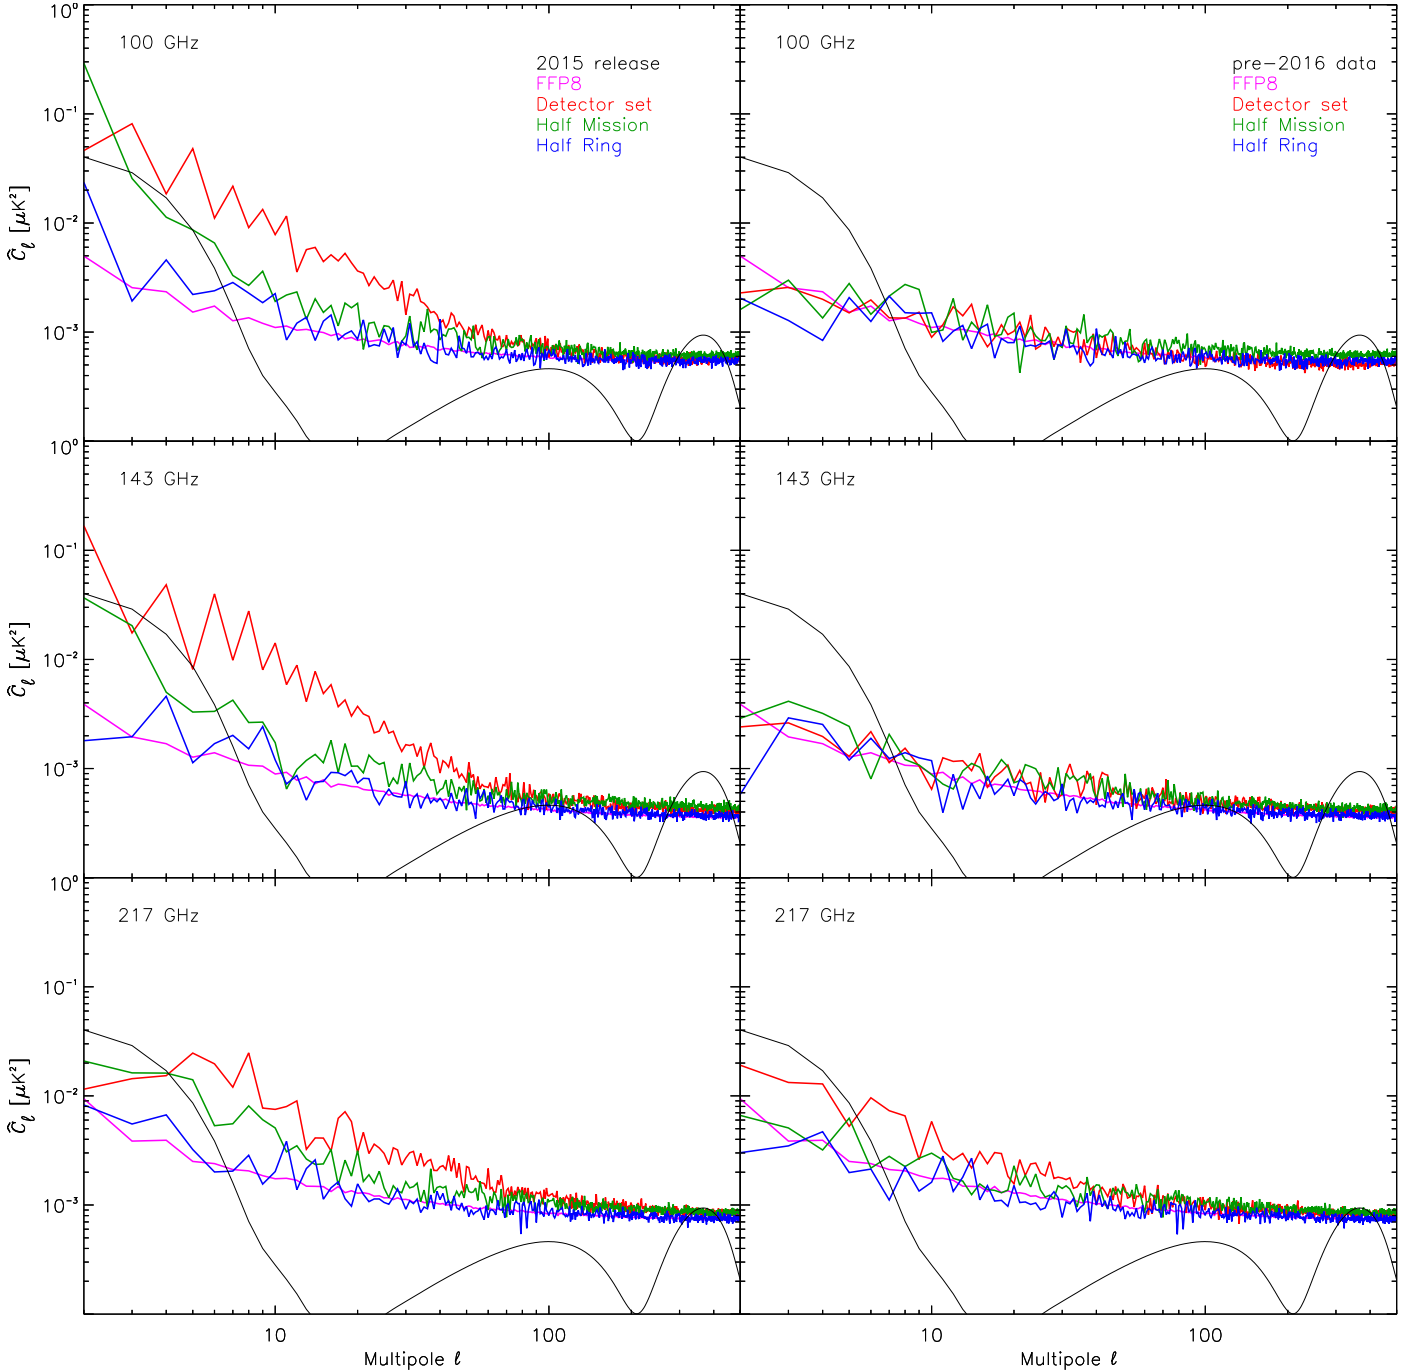 10⁰
100 GHz
2015 release
FFP8
Detector set
Half Mission
Half Ring
10⁻¹
10⁻²
10⁻³
Ĉℓ [μK²]
100 GHz
pre−2016 data
FFP8
Detector set
Half Mission
Half Ring
10⁰
143 GHz
10⁻¹
10⁻²
10⁻³
Ĉℓ [μK²]
143 GHz
10⁰
217 GHz
10⁻¹
10⁻²
10⁻³
Ĉℓ [μK²]
217 GHz
10
100
Multipole ℓ
10
100
Multipole ℓ